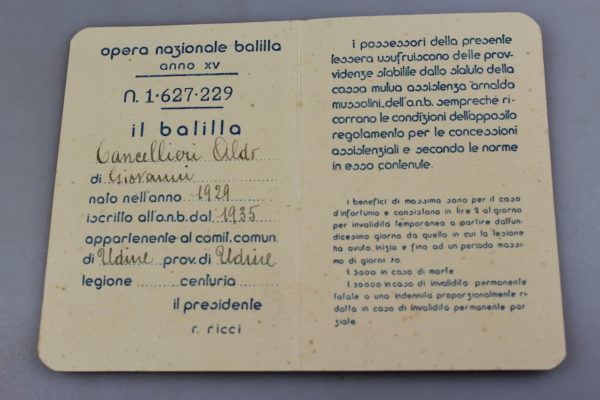 opera nazionale balilla
anno xv
n. 1·627·229
il balilla
Cancellieri Aldo
di Giovanni
nato nell'anno 1929
iscritto all'o.n.b. dal 1935
appartenente al comit. comun.
di Udine prov. di Udine
legione centuria
il presidente
r. ricci
i possessori della presente
tessera usufruiscono delle prov-
videnze stabilite dallo statuto della
cassa mutua assistenza "arnaldo
mussolini" dell'o.n.b. sempreché ri-
corrano le condizioni dell'apposito
regolamento per le concessioni
assistenziali e secondo le norme
in esso contenute.
i benefici di massima sono per il caso
d'infortunio e consistono in lire 2 al giorno
per invalidità temporanea a partire dall'un-
dicesimo giorno da quello in cui la lesione
ha avuto inizio e fino ad un periodo massi-
mo di giorni 70.
l. 5000 in caso di morte
l. 30000 in caso di invalidità permanente
totale o una indennità proporzionalmente ri-
dotta in caso di invalidità permanente par-
ziale.